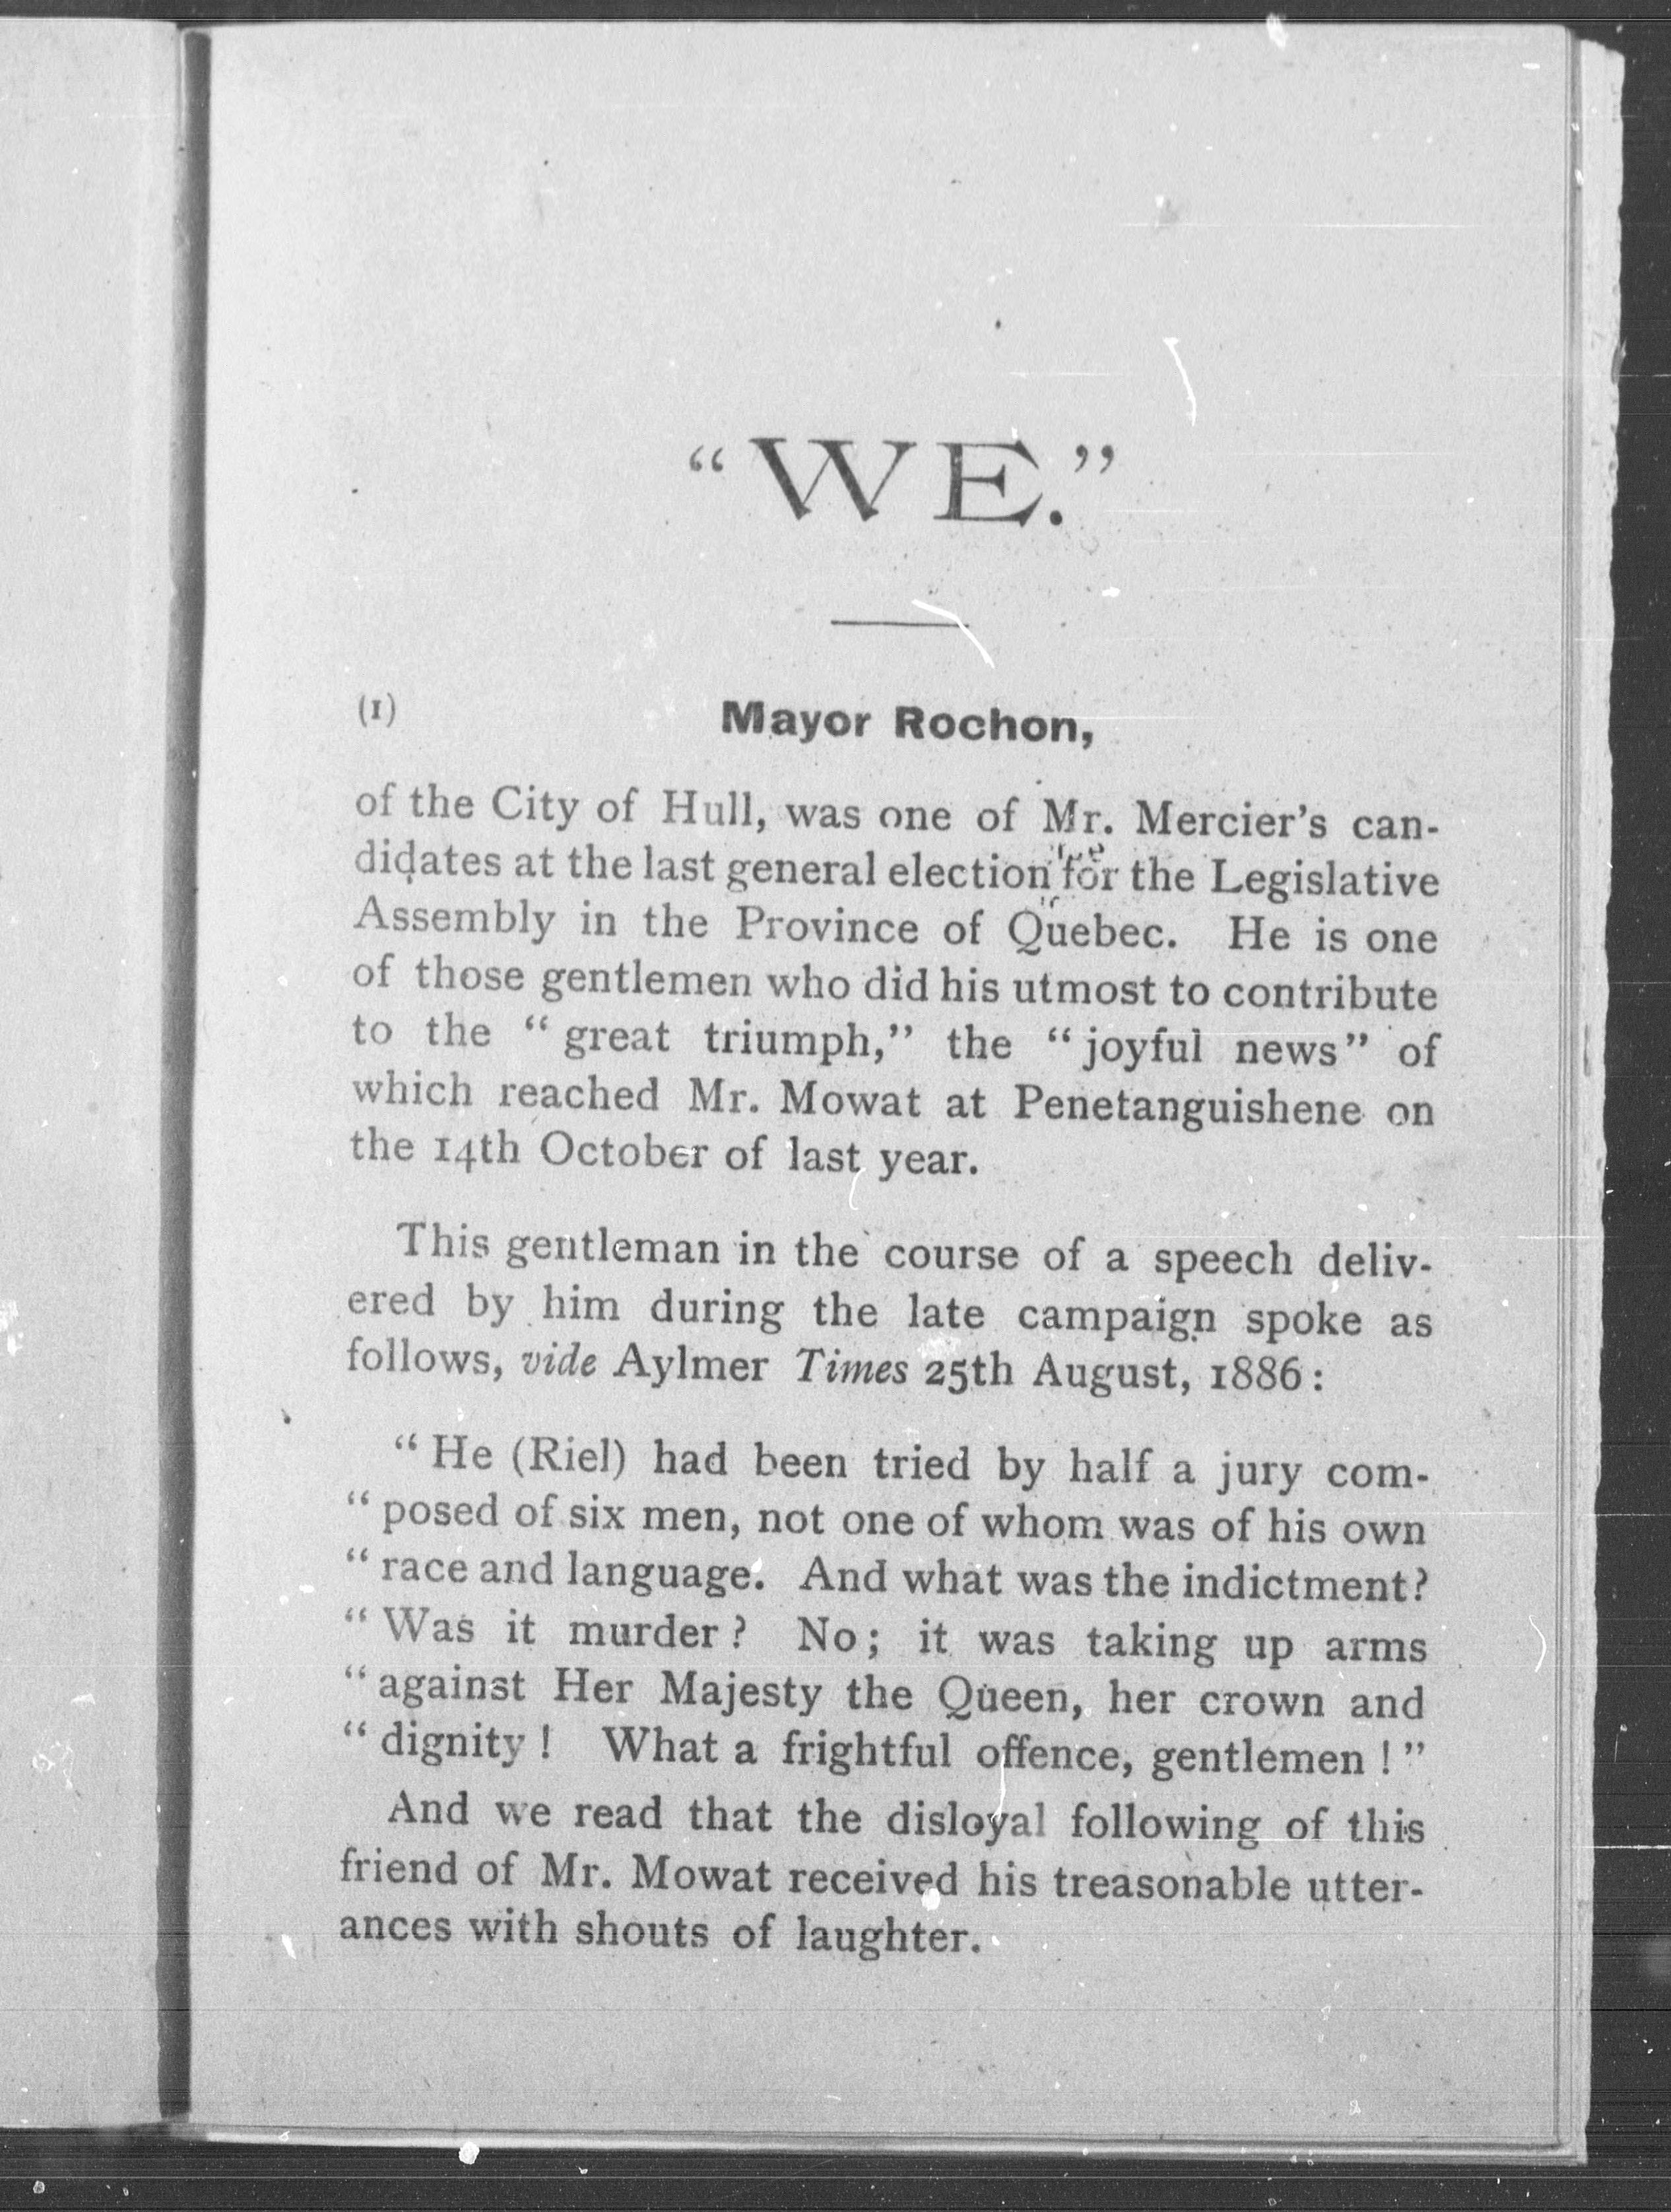 “WE.”
(1) Mayor Rochon,
of the City of Hull, was one of Mr. Mercier’s can-
didates at the last general election for the Legislative
Assembly in the Province of Quebec. He is one
of those gentlemen who did his utmost to contribute
to the “great triumph,” the “joyful news” of
which reached Mr. Mowat at Penetanguishene on
the 14th October of last year.
This gentleman in the course of a speech deliv-
ered by him during the late campaign spoke as
follows, vide Aylmer Times 25th August, 1886:
“He (Riel) had been tried by half a jury com-
“posed of six men, not one of whom was of his own
“race and language. And what was the indictment?
“Was it murder? No; it was taking up arms
“against Her Majesty the Queen, her crown and
“dignity! What a frightful offence, gentlemen!”
And we read that the disloyal following of this
friend of Mr. Mowat received his treasonable utter-
ances with shouts of laughter.